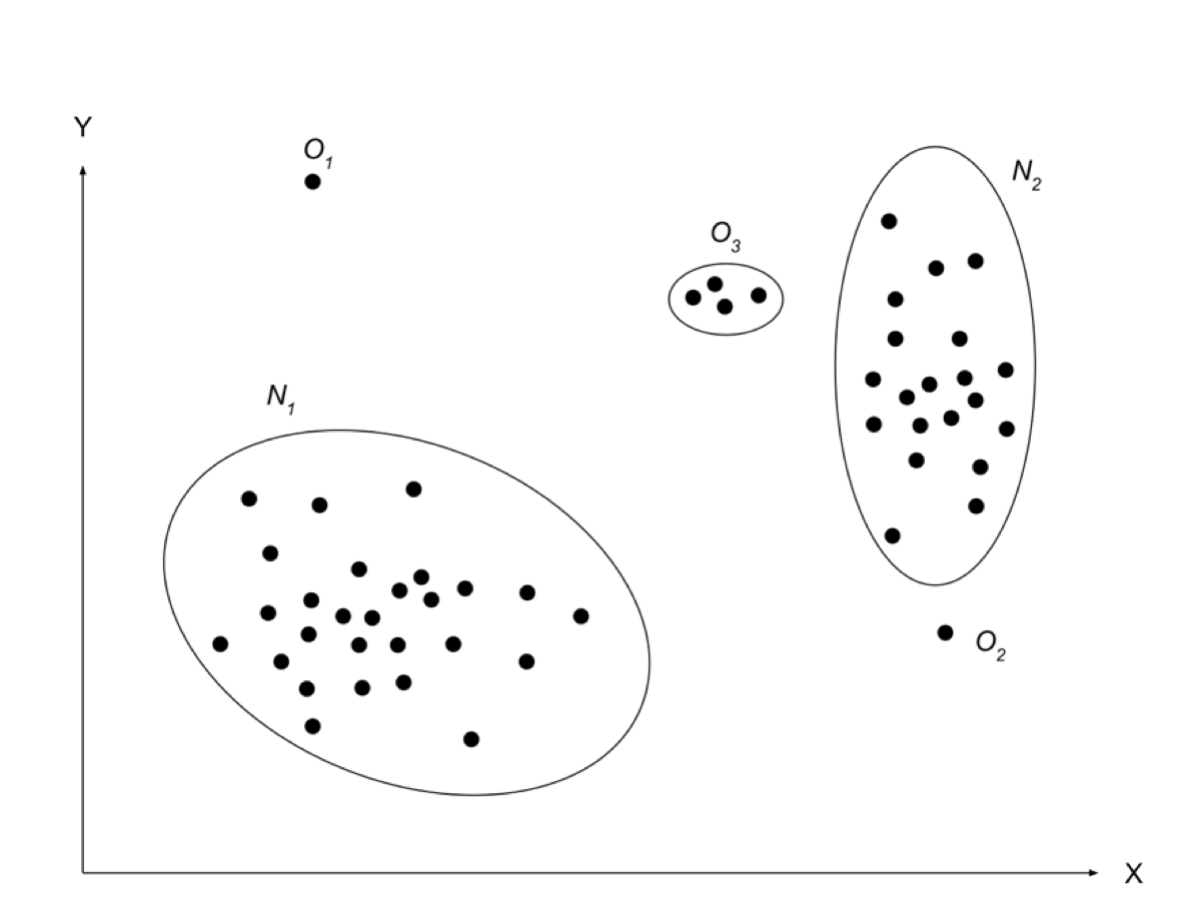 Y
O₁
N₂
O₃
N₁
O₂
X